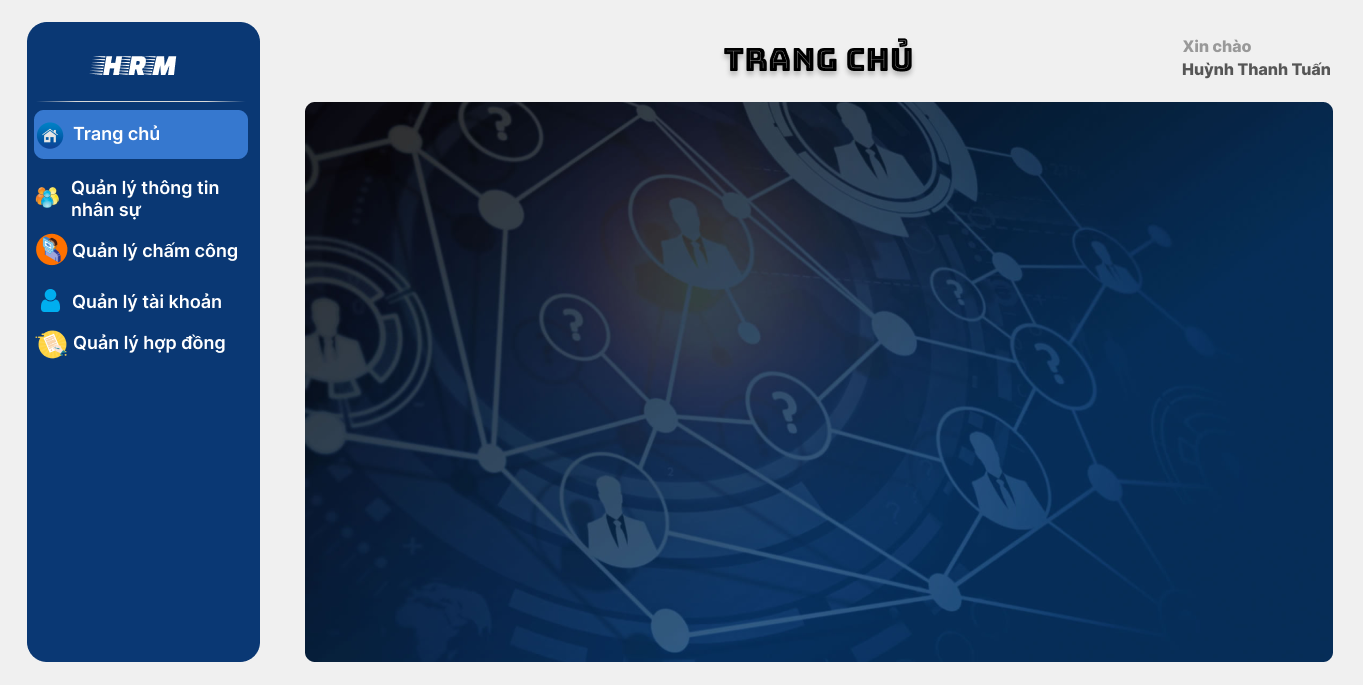 HRM
Trang chủ
Quản lý thông tin
nhân sự
Quản lý chấm công
Quản lý tài khoản
Quản lý hợp đồng
TRANG CHỦ
Xin chào
Huỳnh Thanh Tuấn
?
?
?
?
?